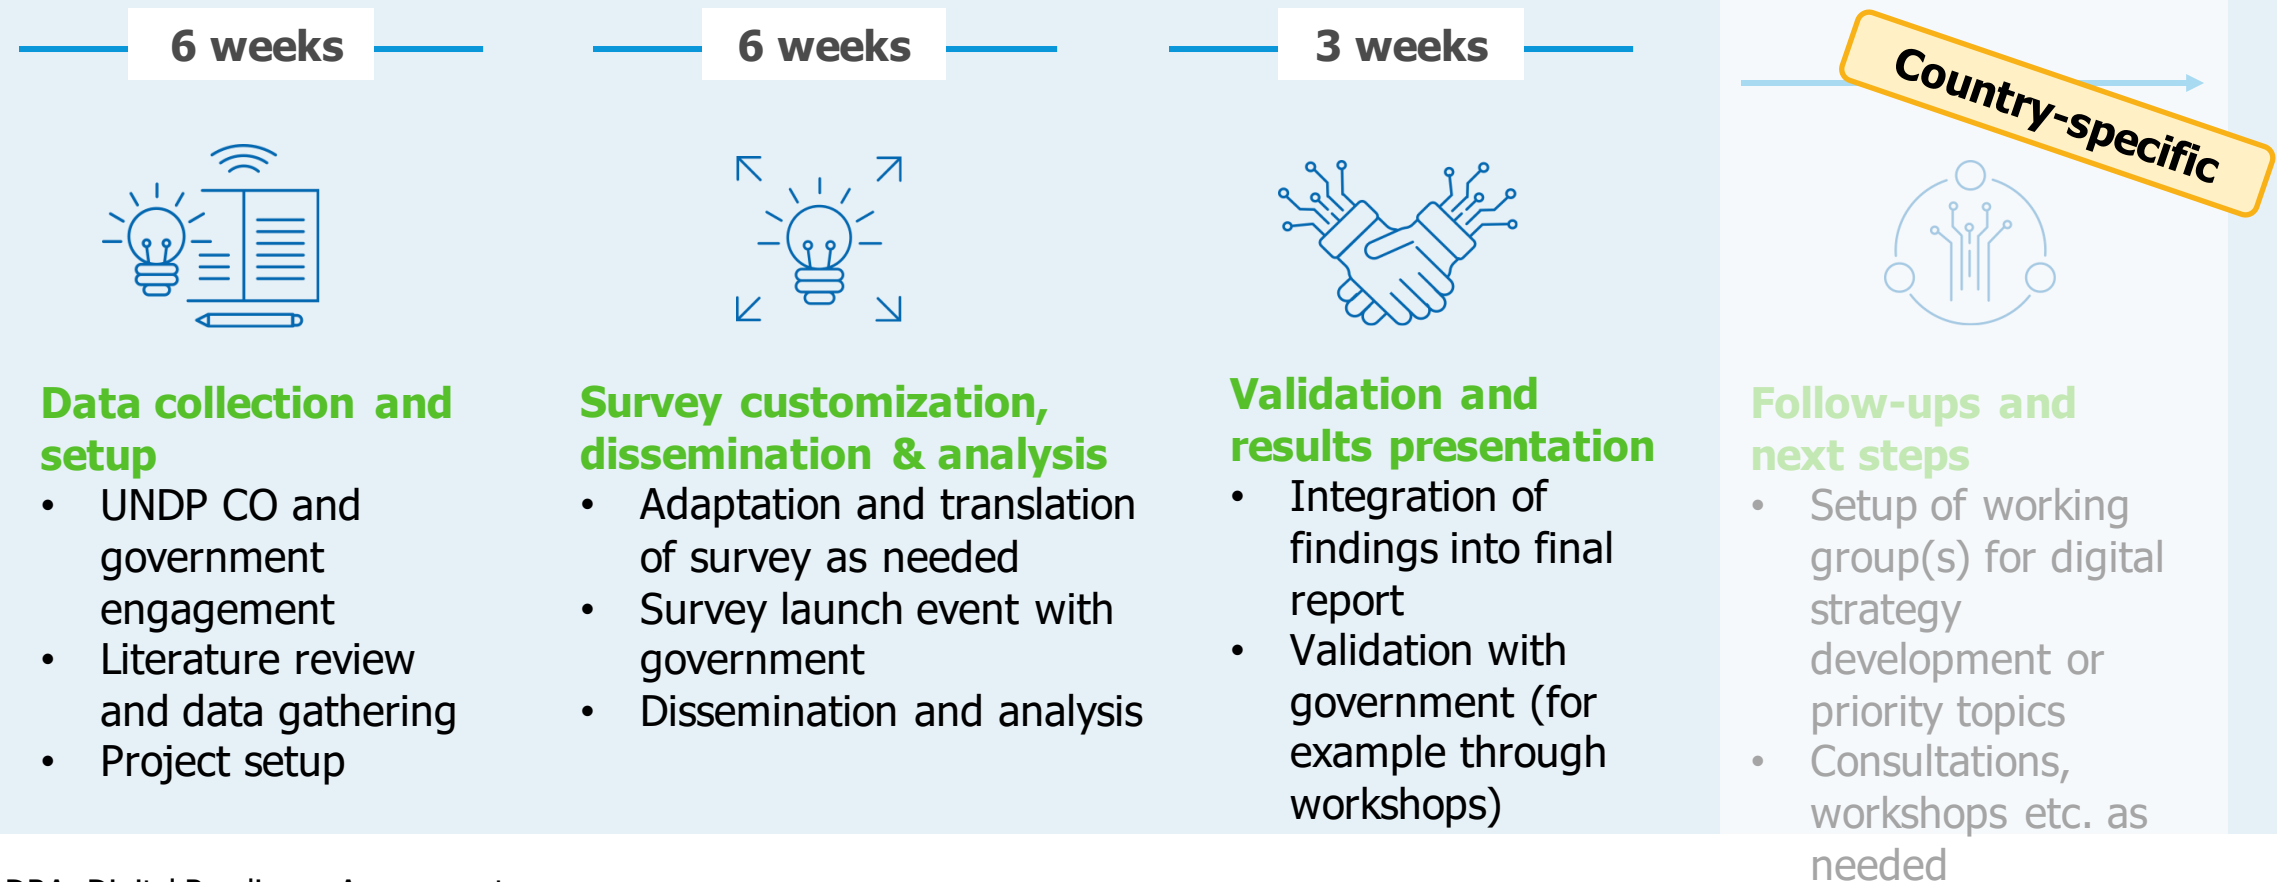 6 weeks
6 weeks
3 weeks
Country-specific
Data collection and
setup
• UNDP CO and
government
engagement
• Literature review
and data gathering
• Project setup
Survey customization,
dissemination & analysis
• Adaptation and translation
of survey as needed
• Survey launch event with
government
• Dissemination and analysis
Validation and
results presentation
• Integration of
findings into final
report
• Validation with
government (for
example through
workshops)
Follow-ups and
next steps
• Setup of working
group(s) for digital
strategy
development or
priority topics
• Consultations,
workshops etc. as
needed